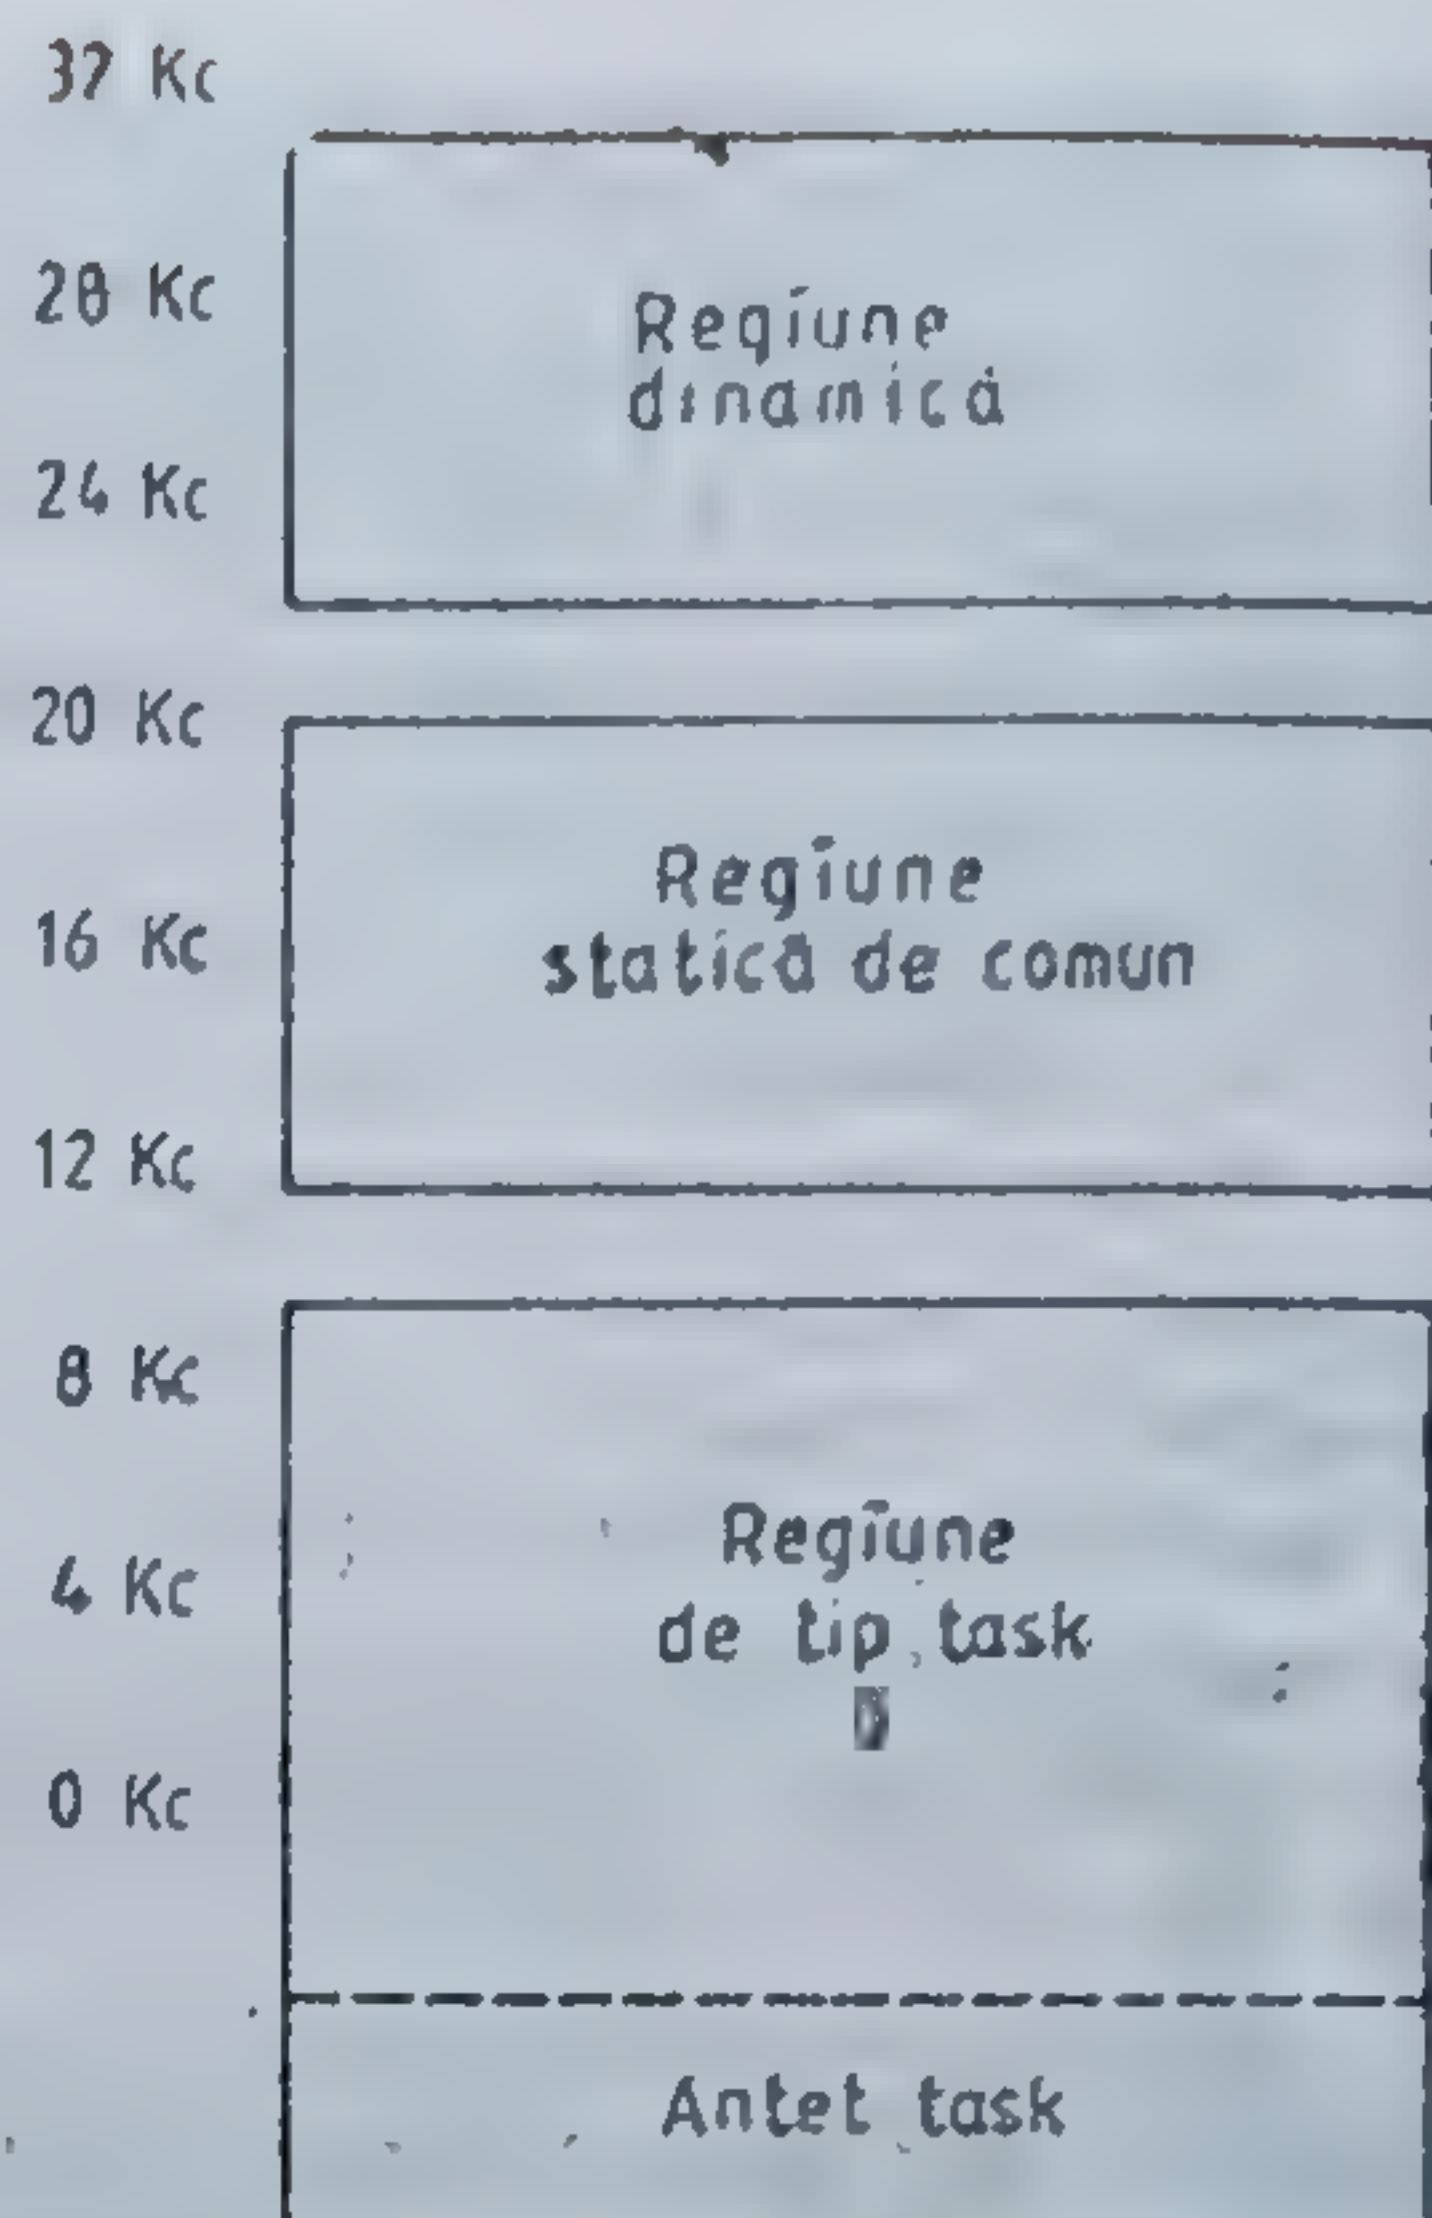 37 Kc
28 Kc
Regiune
dinamică
24 Kc
20 Kc
Regiune
16 Kc
statică de comun
12 Kc
8 Kc
Regiune
4 Kc
de tip task
0 Kc
Antet task